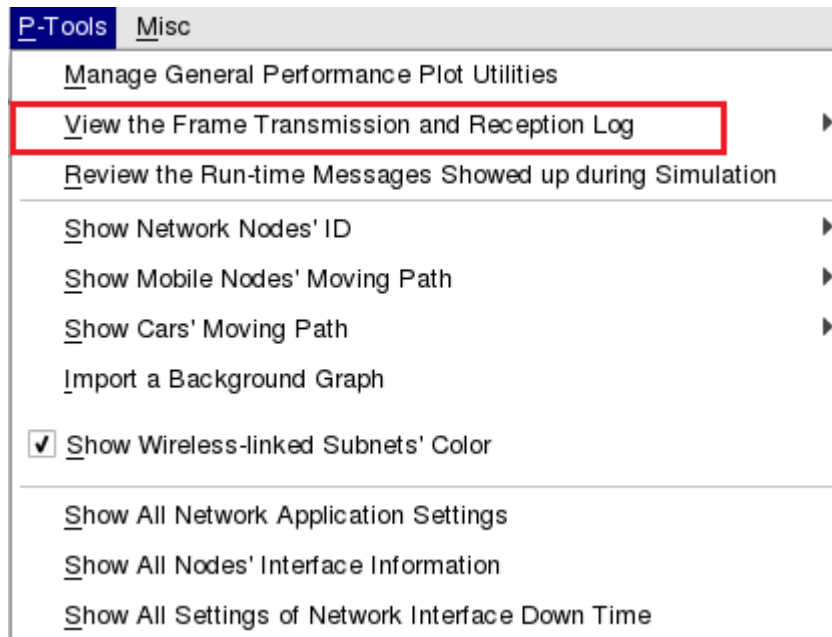 P-Tools Misc
Manage General Performance Plot Utilities
View the Frame Transmission and Reception Log
Review the Run-time Messages Showed up during Simulation
Show Network Nodes' ID
Show Mobile Nodes' Moving Path
Show Cars' Moving Path
Import a Background Graph
Show Wireless-linked Subnets' Color
Show All Network Application Settings
Show All Nodes' Interface Information
Show All Settings of Network Interface Down Time